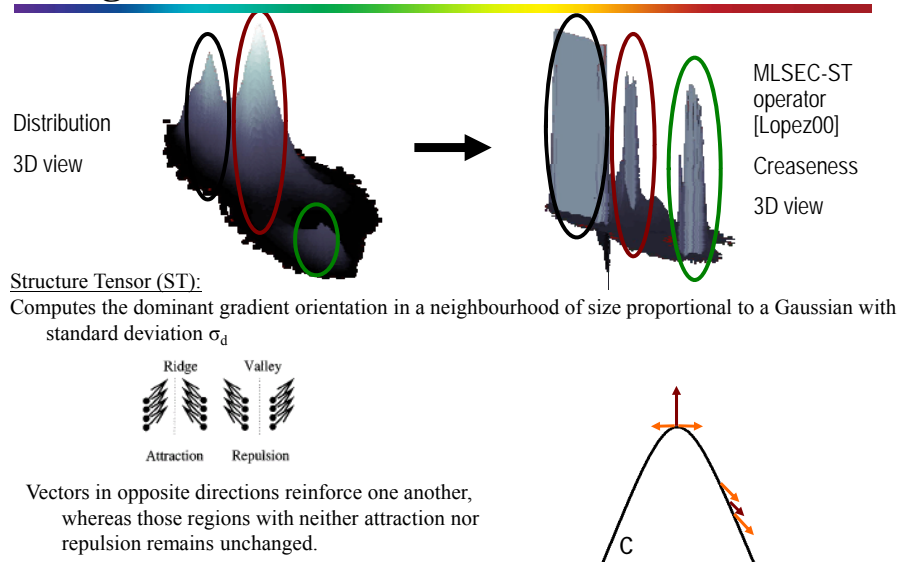 Distribution
3D view
MLSEC-ST
operator
[Lopez00]
Creaseness
3D view
Structure Tensor (ST):
Computes the dominant gradient orientation in a neighbourhood of size proportional to a Gaussian with
standard deviation σd
Ridge Valley
Attraction Repulsion
Vectors in opposite directions reinforce one another,
whereas those regions with neither attraction nor
repulsion remains unchanged.
C